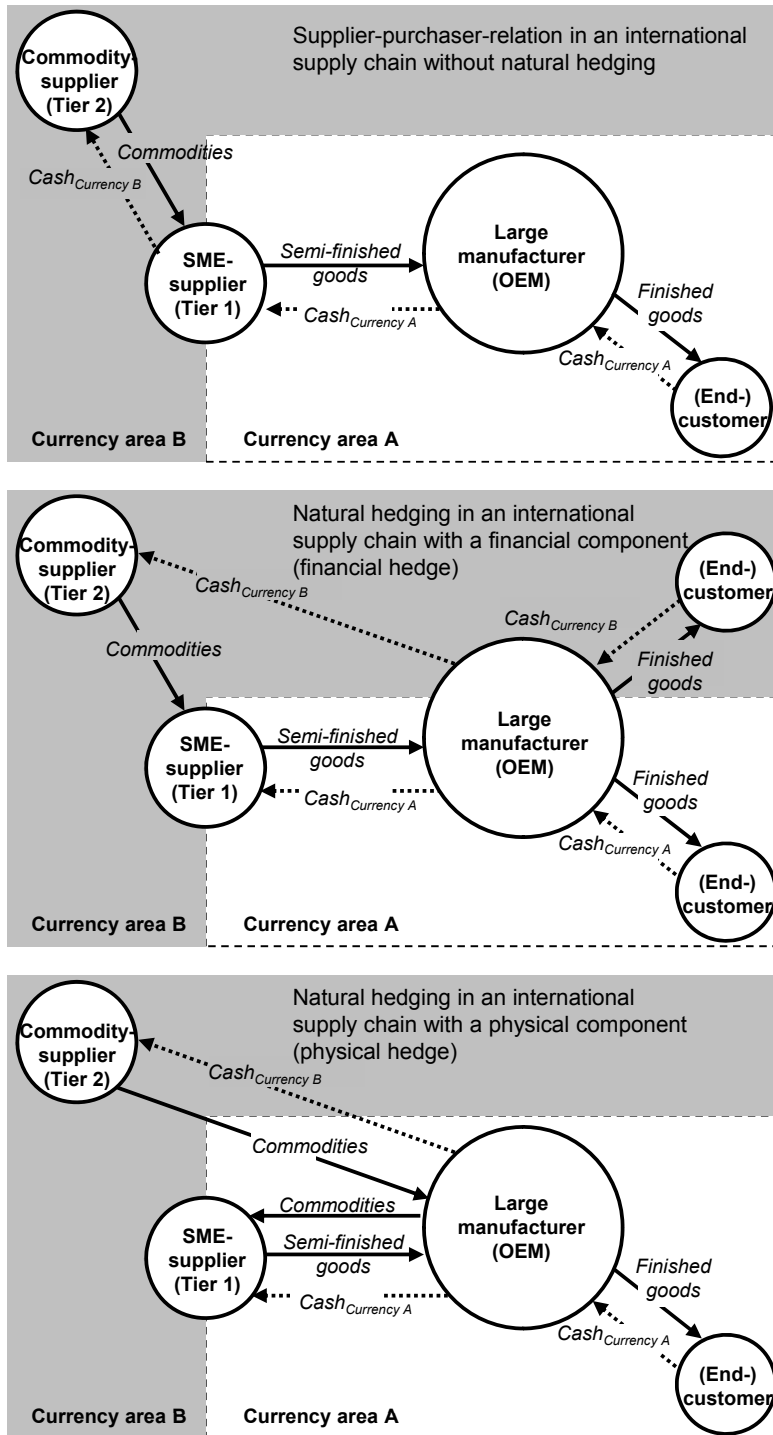 Supplier-purchaser-relation in an international
supply chain without natural hedging
Commodity-
supplier
(Tier 2)
Commodities
Cash Currency B
SME-
supplier
(Tier 1)
Semi-finished
goods
Cash Currency A
Large
manufacturer
(OEM)
Finished
goods
Cash Currency A
(End-)
customer
Currency area B
Currency area A
Natural hedging in an international
supply chain with a financial component
(financial hedge)
Commodity-
supplier
(Tier 2)
Cash Currency B
Commodities
(End-)
customer
Cash Currency B
Finished
goods
SME-
supplier
(Tier 1)
Semi-finished
goods
Cash Currency A
Large
manufacturer
(OEM)
Finished
goods
Cash Currency A
(End-)
customer
Currency area B
Currency area A
Natural hedging in an international
supply chain with a physical component
(physical hedge)
Commodity-
supplier
(Tier 2)
Cash Currency B
Commodities
Commodities
SME-
supplier
(Tier 1)
Semi-finished
goods
Cash Currency A
Large
manufacturer
(OEM)
Finished
goods
Cash Currency A
(End-)
customer
Currency area B
Currency area A